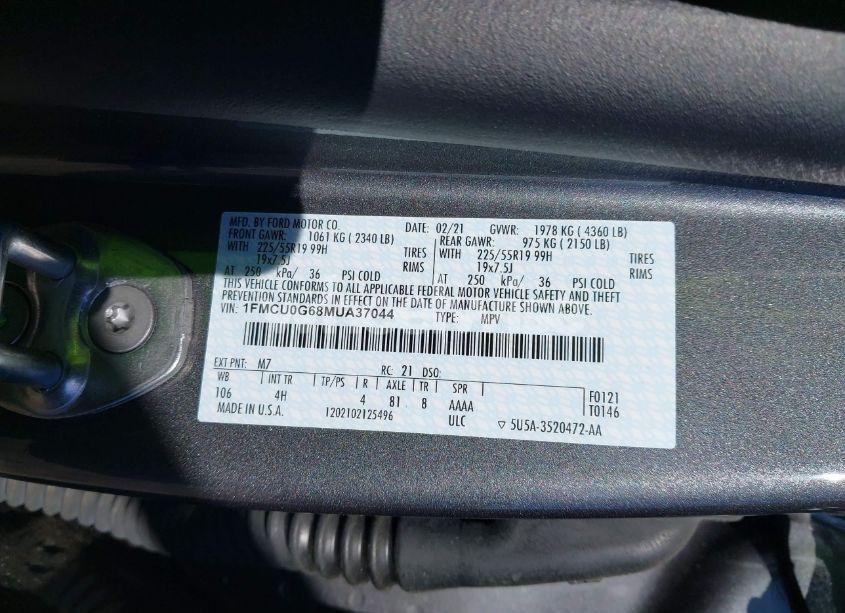 MFD. BY FORD MOTOR CO. DATE: 02/21 GVWR: 1978 KG ( 4360 LB)
FRONT GAWR: 1061 KG ( 2340 LB) REAR GAWR: 975 KG ( 2150 LB)
WITH 225/55R19 99H TIRES WITH 225/55R19 99H TIRES
19x7.5J RIMS 19x7.5J RIMS
AT 250 kPa/ 36 PSI COLD AT 250 kPa/ 36 PSI COLD
THIS VEHICLE CONFORMS TO ALL APPLICABLE FEDERAL MOTOR VEHICLE SAFETY AND THEFT
PREVENTION STANDARDS IN EFFECT ON THE DATE OF MANUFACTURE SHOWN ABOVE.
VIN: 1FMCU0G68MUA37044 TYPE: MPV
EXT PNT: M7 RC: 21 DSO:
WB INT TR TP/PS R AXLE TR SPR F0121
106 4H 4 81 8 AAAA T0146
MADE IN U.S.A. 1202102125496 ULC ▽ 5U5A-3520472-AA